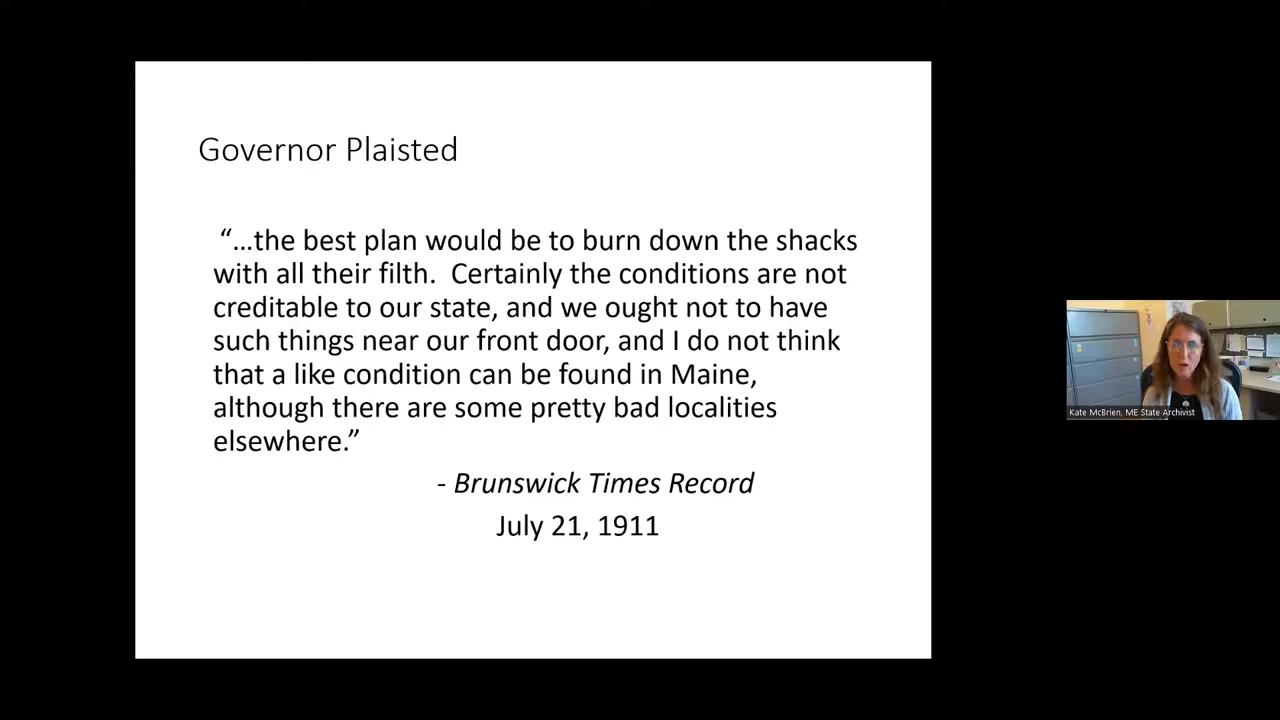 Governor Plaisted
“...the best plan would be to burn down the shacks
with all their filth.  Certainly the conditions are not
creditable to our state, and we ought not to have
such things near our front door, and I do not think
that a like condition can be found in Maine,
although there are some pretty bad localities
elsewhere.”
- Brunswick Times Record
July 21, 1911
Kate McBrien, ME State Archivist